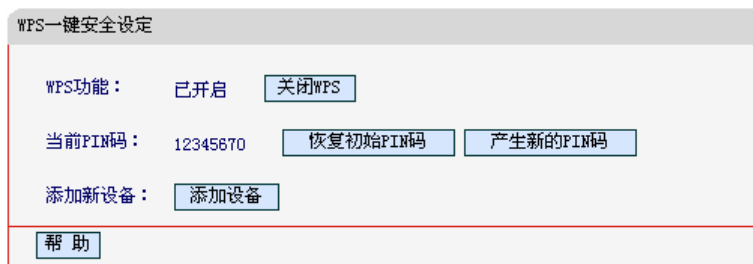 WPS一键安全设定
WPS功能： 已开启 关闭WPS
当前PIN码： 12345670 恢复初始PIN码 产生新的PIN码
添加新设备： 添加设备
帮 助